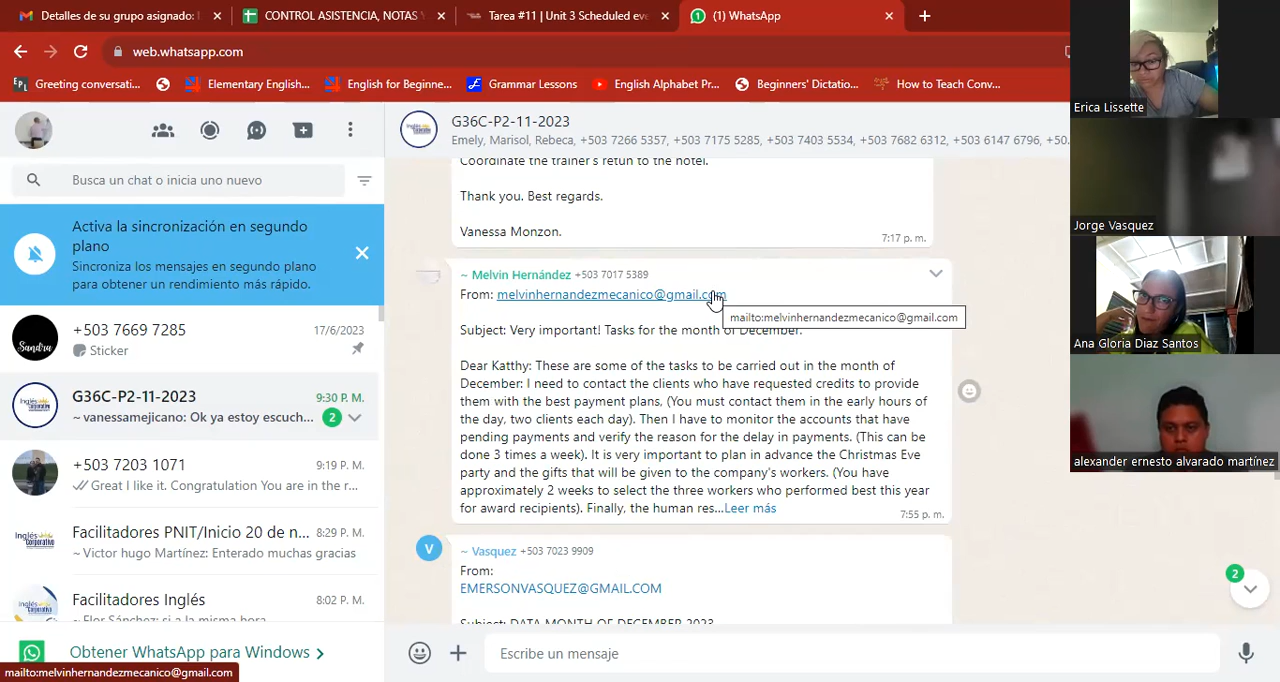 Detalles de su grupo asignado: 1
CONTROL ASISTENCIA, NOTAS Y
Tarea #11 | Unit 3 Scheduled eve
(1) WhatsApp
web.whatsapp.com
Greeting conversati...
Elementary English...
English for Beginne...
Grammar Lessons
English Alphabet Pr...
Beginners' Dictatio...
How to Teach Conv...
Erica Lissette
Jorge Vasquez
Ana Gloria Diaz Santos
alexander ernesto alvarado martínez
Busca un chat o inicia uno nuevo
Activa la sincronización en segundo
plano
Sincroniza los mensajes en segundo plano
para obtener un rendimiento más rápido.
Sandra
+503 7669 7285
17/6/2023
Sticker
G36C-P2-11-2023
9:30 P. M.
~ vanessamejicano: Ok ya estoy escuch...
2
+503 7203 1071
9:19 P. M.
Great I like it. Congratulation You are in the r...
Facilitadores PNIT/Inicio 20 de n...
8:29 P. M.
~ Victor hugo Martínez: Enterado muchas gracias
Facilitadores Inglés
8:02 P. M.
~ Flor Sánchez: si a la misma hora
Obtener WhatsApp para Windows
mailto:melvinhernandezmecanico@gmail.com
G36C-P2-11-2023
Emely, Marisol, Rebeca, +503 7266 5357, +503 7175 5285, +503 7403 5534, +503 7682 6312, +503 6147 6796, +50...
Coordinate the trainer's retun to the hotel.
Thank you. Best regards.
Vanessa Monzon.
7:17 p. m.
~ Melvin Hernández +503 7017 5389
From: melvinhernandezmecanico@gmail.com
mailto:melvinhernandezmecanico@gmail.com
Subject: Very important! Tasks for the month of December.
Dear Katthy: These are some of the tasks to be carried out in the month of
December: I need to contact the clients who have requested credits to provide
them with the best payment plans, (You must contact them in the early hours of
the day, two clients each day). Then I have to monitor the accounts that have
pending payments and verify the reason for the delay in payments. (This can be
done 3 times a week). It is very important to plan in advance the Christmas Eve
party and the gifts that will be given to the company's workers. (You have
approximately 2 weeks to select the three workers who performed best this year
for award recipients). Finally, the human res...Leer más
7:55 p. m.
V
~ Vasquez +503 7023 9909
From:
EMERSONVASQUEZ@GMAIL.COM
Subject: DATA MONTH OF DECEMBER 2023
2
Escribe un mensaje